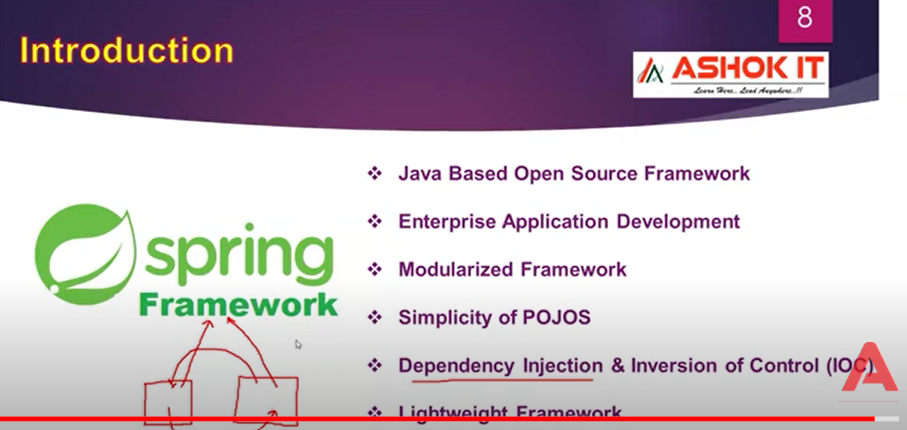 8
Introduction
ASHOK IT
Learn Here.. Lead Anywhere..!!
spring
Framework
❖ Java Based Open Source Framework
❖ Enterprise Application Development
❖ Modularized Framework
❖ Simplicity of POJOS
❖ Dependency Injection & Inversion of Control (IOC)
❖ Lightweight Framework